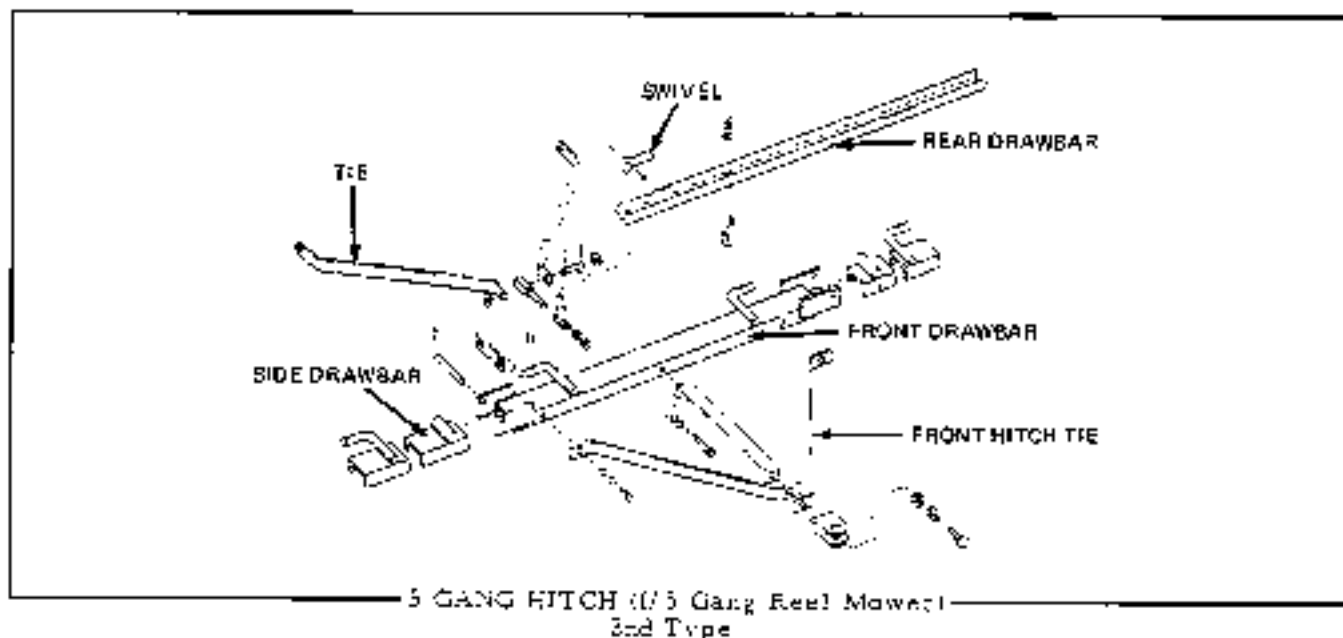 SWIVEL
REAR DRAWBAR
TIE
FRONT DRAWBAR
SIDE DRAWBAR
FRONT HITCH TIE
5 GANG HITCH (f/5 Gang Reel Mower)
2nd Type